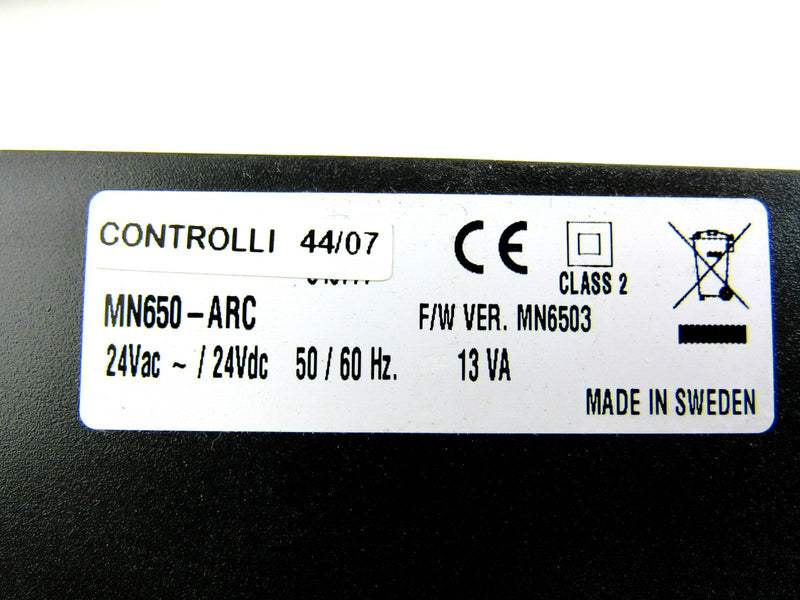 CONTROLLI 44/07
CE
CLASS 2
MN650-ARC
F/W VER. MN6503
24Vac ~ / 24Vdc 50 / 60 Hz. 13 VA
MADE IN SWEDEN